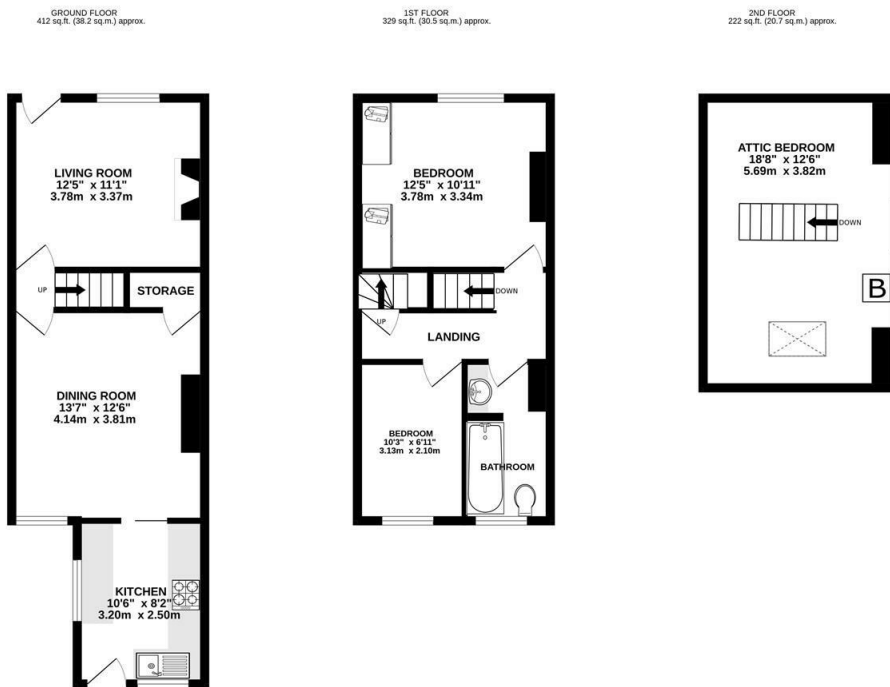 GROUND FLOOR
412 sq.ft. (38.2 sq.m.) approx.
1ST FLOOR
329 sq.ft. (30.5 sq.m.) approx.
2ND FLOOR
222 sq.ft. (20.7 sq.m.) approx.
LIVING ROOM
12'5" x 11'1"
3.78m x 3.37m
UP
STORAGE
DINING ROOM
13'7" x 12'6"
4.14m x 3.81m
KITCHEN
10'6" x 8'2"
3.20m x 2.50m
BEDROOM
12'5" x 10'11"
3.78m x 3.34m
DOWN
UP
LANDING
BEDROOM
10'3" x 6'11"
3.13m x 2.10m
BATHROOM
ATTIC BEDROOM
18'8" x 12'6"
5.69m x 3.82m
DOWN
B